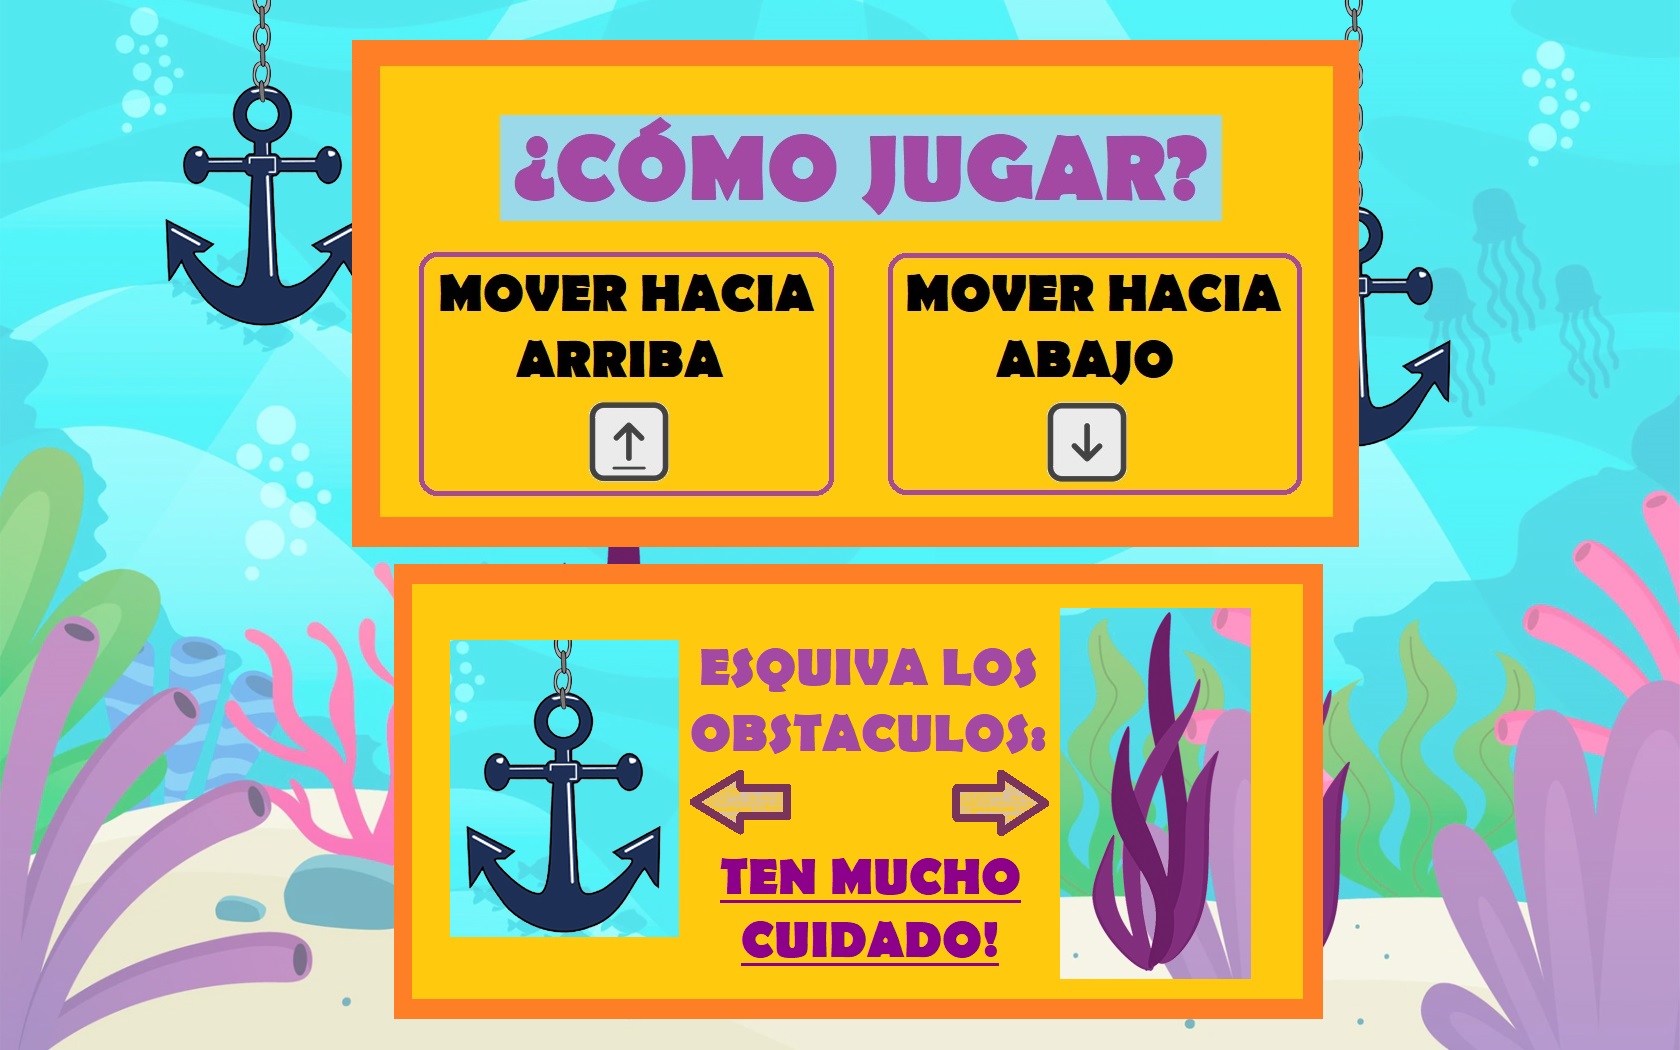 ¿CÓMO JUGAR?
MOVER HACIA
ARRIBA
MOVER HACIA
ABAJO
ESQUIVA LOS
OBSTACULOS:
TEN MUCHO
CUIDADO!